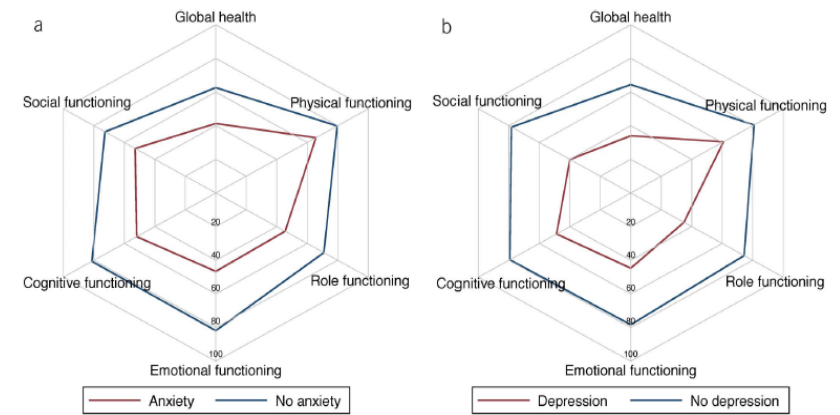 a
Global health
Social functioning
Physical functioning
20
40
60
80
100
Cognitive functioning
Role functioning
Emotional functioning
Anxiety
No anxiety
b
Global health
Social functioning
Physical functioning
20
40
60
80
100
Cognitive functioning
Role functioning
Emotional functioning
Depression
No depression